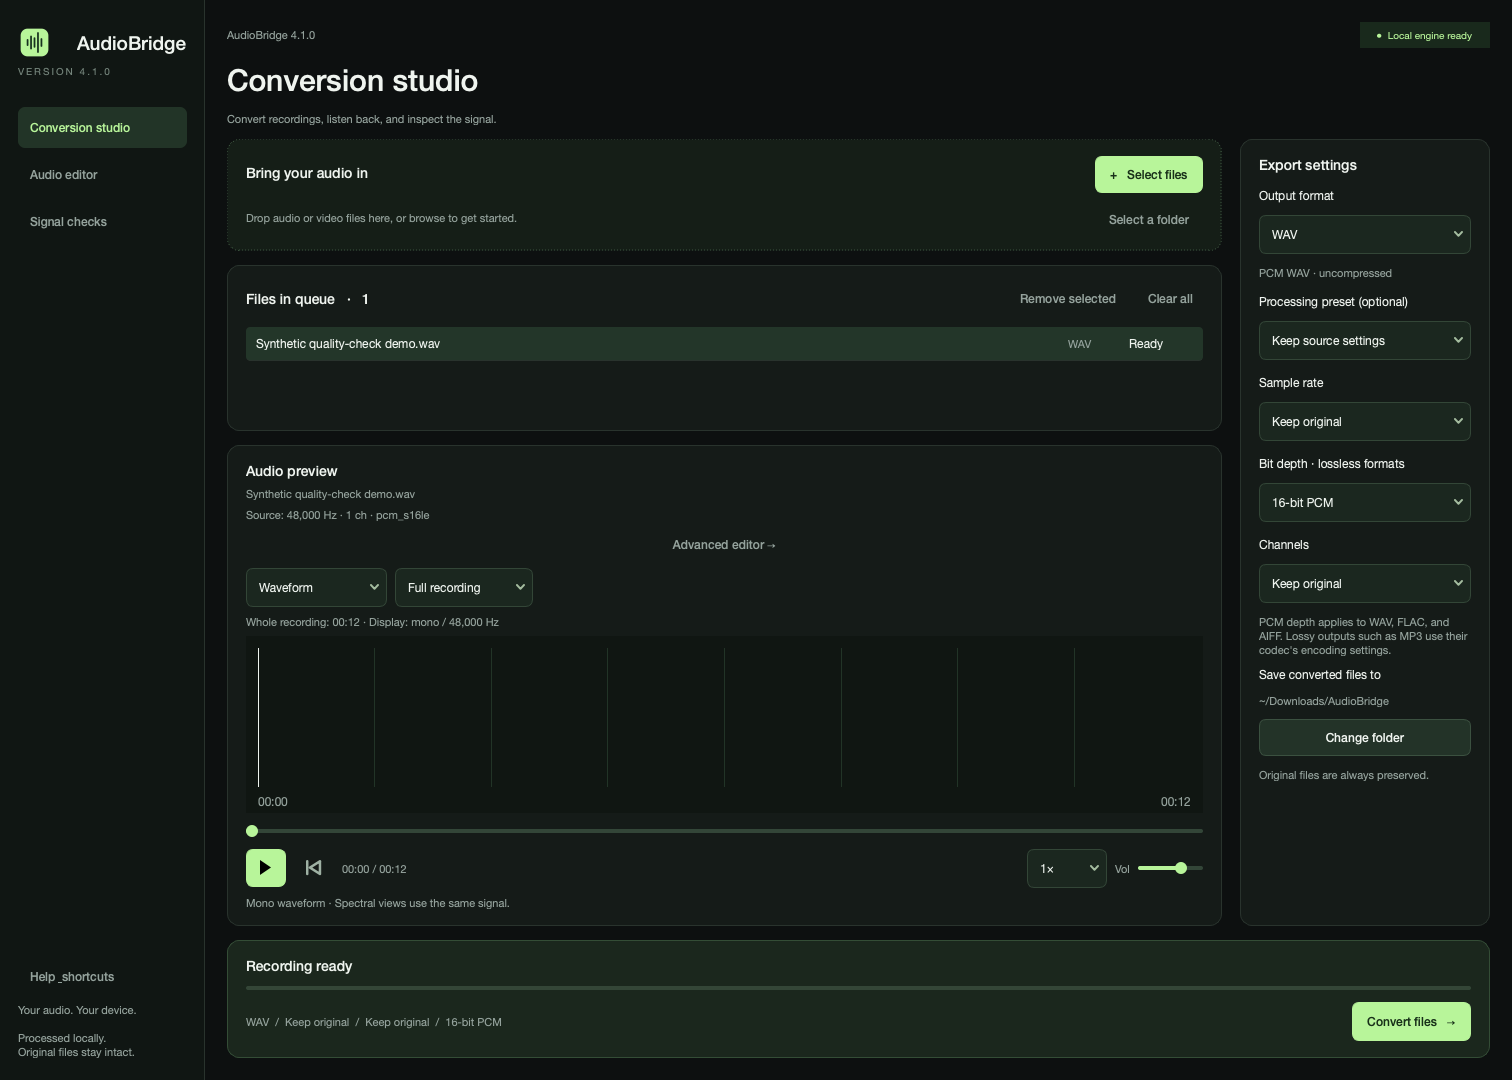 AudioBridge
VERSION 4.1.0
Conversion studio
Audio editor
Signal checks
Help _shortcuts
Your audio. Your device.
Processed locally.
Original files stay intact.
AudioBridge 4.1.0
Local engine ready
Conversion studio
Convert recordings, listen back, and inspect the signal.
Bring your audio in
+ Select files
Drop audio or video files here, or browse to get started.
Select a folder
Files in queue · 1
Remove selected
Clear all
Synthetic quality-check demo.wav
WAV
Ready
Audio preview
Synthetic quality-check demo.wav
Source: 48,000 Hz · 1 ch · pcm_s16le
Advanced editor →
Waveform
Full recording
Whole recording: 00:12 · Display: mono / 48,000 Hz
00:00
00:12
00:00 / 00:12
1×
Vol
Mono waveform · Spectral views use the same signal.
Export settings
Output format
WAV
PCM WAV · uncompressed
Processing preset (optional)
Keep source settings
Sample rate
Keep original
Bit depth · lossless formats
16-bit PCM
Channels
Keep original
PCM depth applies to WAV, FLAC, and
AIFF. Lossy outputs such as MP3 use their
codec's encoding settings.
Save converted files to
~/Downloads/AudioBridge
Change folder
Original files are always preserved.
Recording ready
WAV / Keep original / Keep original / 16-bit PCM
Convert files →